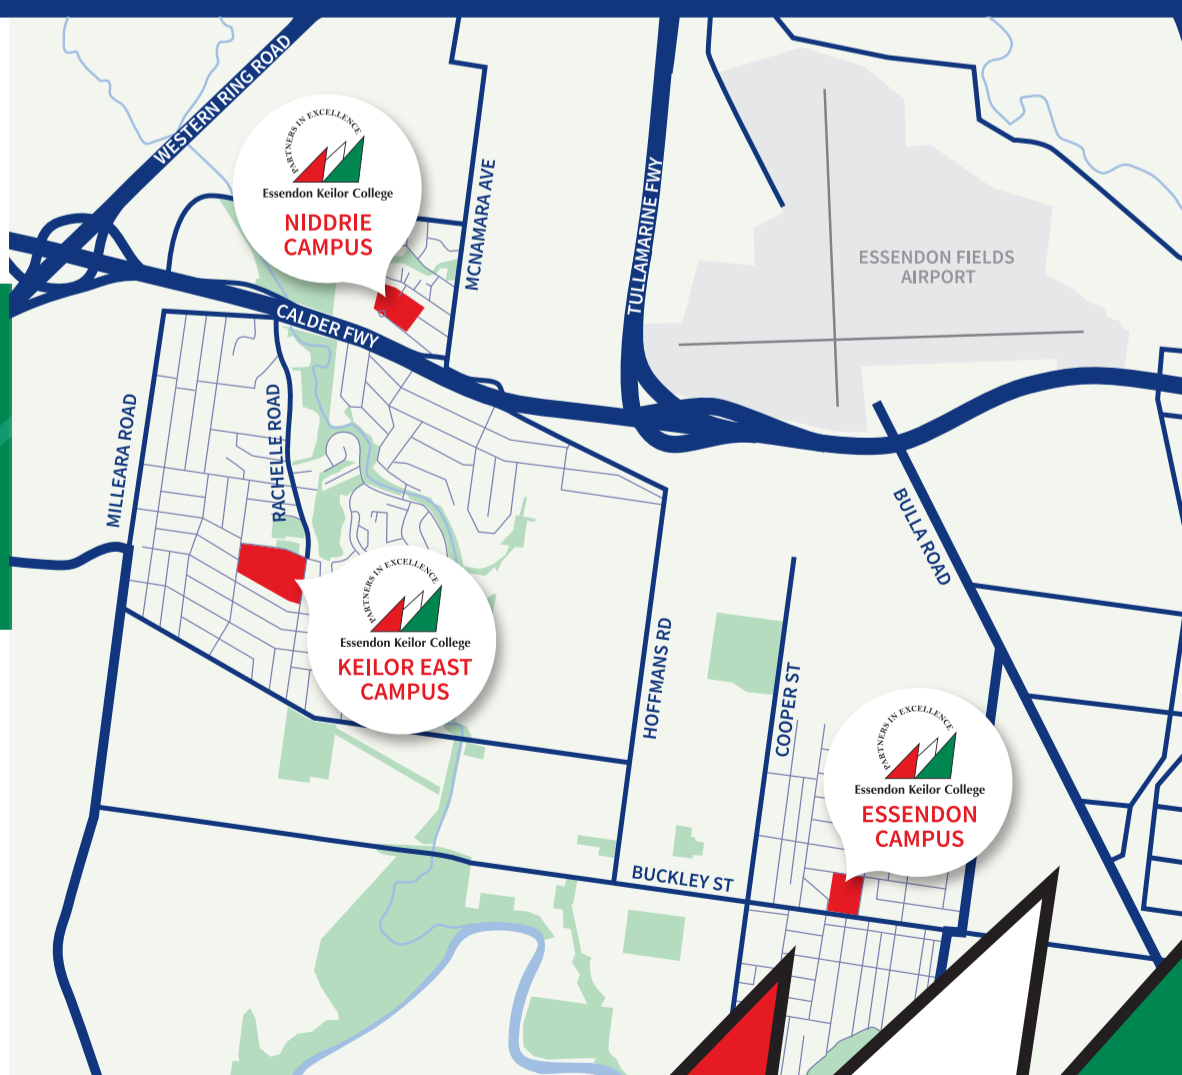 WESTERN RING ROAD
PARTNERS IN EXCELLENCE
Essendon Keilor College
NIDDRIE
CAMPUS
MCNAMARA AVE
TULLAMARINE FWY
ESSENDON FIELDS
AIRPORT
CALDER FWY
MILLEARA ROAD
RACHELLE ROAD
BULLA ROAD
PARTNERS IN EXCELLENCE
Essendon Keilor College
KEILOR EAST
CAMPUS
HOFFMANS RD
COOPER ST
PARTNERS IN EXCELLENCE
Essendon Keilor College
ESSENDON
CAMPUS
BUCKLEY ST